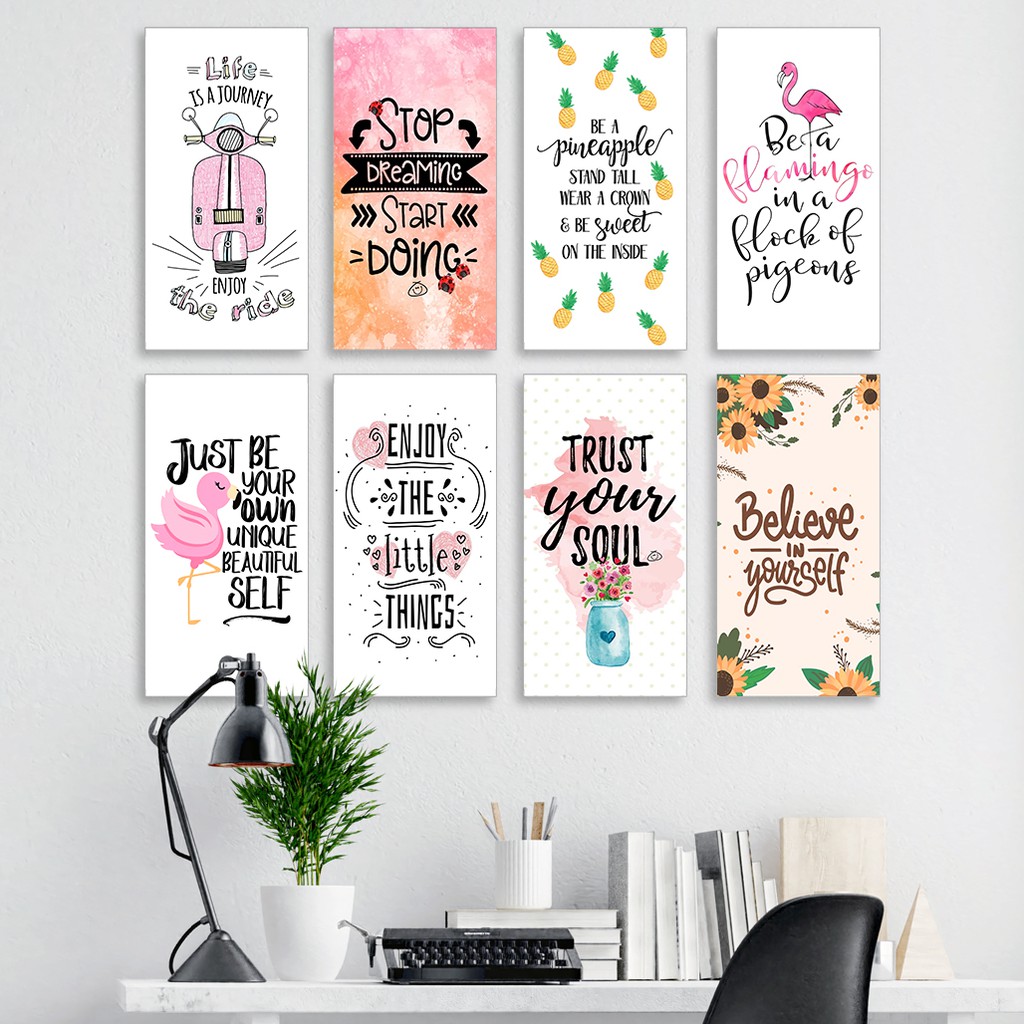 Life
IS A JOURNEY
ENJOY
the ride
STOP
DREAMING
START
DOING
BE A
pineapple
STAND TALL
WEAR A CROWN
& BE sweet
ON THE INSIDE
Be a
flamingo
in a
flock of
pigeons
JUST BE
YOUR
OWN
UNIQUE
BEAUTIFUL
SELF
ENJOY
THE
little
THINGS
TRUST
your
SOUL
Believe
IN
yourself